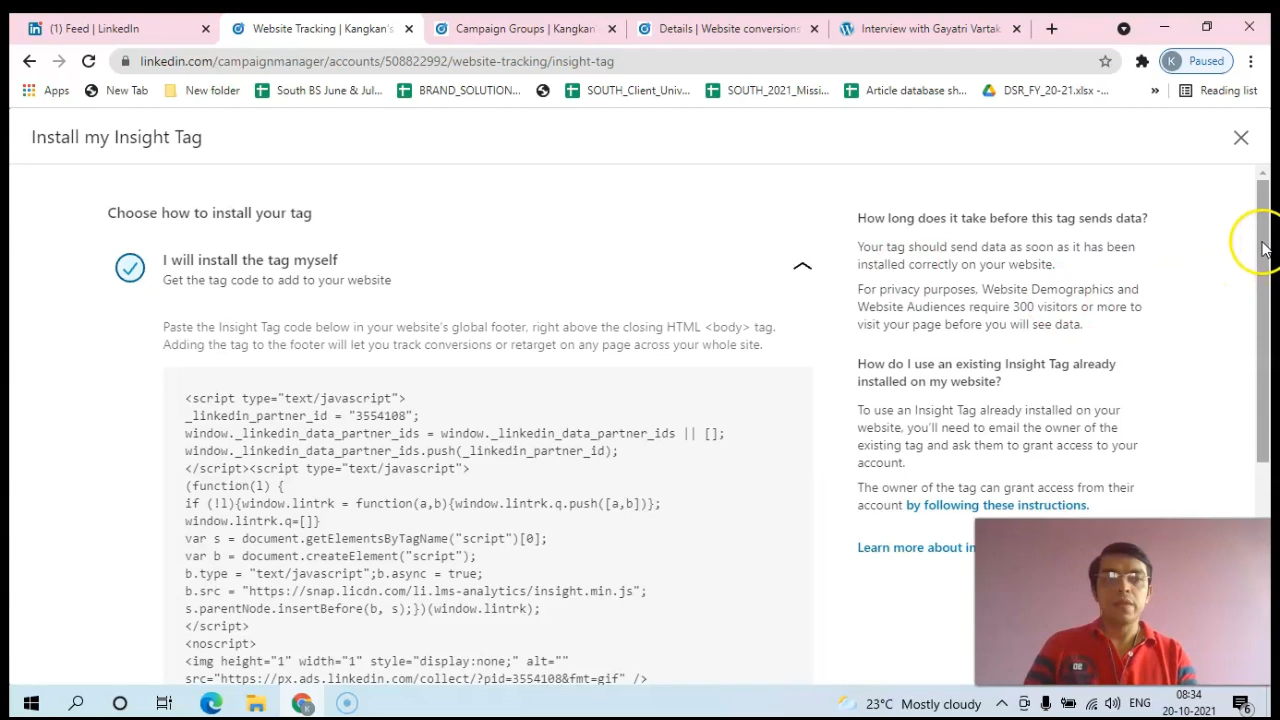 (1) Feed | LinkedIn
Website Tracking | Kangkan's
Campaign Groups | Kangkan
Details | Website conversions
Interview with Gayatri Vartak
linkedin.com/campaignmanager/accounts/508822992/website-tracking/insight-tag
K Paused
Apps
New Tab
New folder
South BS June & Jul...
BRAND_SOLUTION...
SOUTH_Client_Univ...
SOUTH_2021_Missi...
Article database sh...
DSR_FY_20-21.xlsx -...
»
Reading list
Install my Insight Tag
Choose how to install your tag
I will install the tag myself
Get the tag code to add to your website
Paste the Insight Tag code below in your website's global footer, right above the closing HTML <body> tag.
Adding the tag to the footer will let you track conversions or retarget on any page across your whole site.
<script type="text/javascript">
_linkedin_partner_id = "3554108";
window._linkedin_data_partner_ids = window._linkedin_data_partner_ids || [];
window._linkedin_data_partner_ids.push(_linkedin_partner_id);
</script><script type="text/javascript">
(function(l) {
if (!l){window.lintrk = function(a,b){window.lintrk.q.push([a,b])};
window.lintrk.q=[]}
var s = document.getElementsByTagName("script")[0];
var b = document.createElement("script");
b.type = "text/javascript";b.async = true;
b.src = "https://snap.licdn.com/li.lms-analytics/insight.min.js";
s.parentNode.insertBefore(b, s);})(window.lintrk);
</script>
<noscript>
<img height="1" width="1" style="display:none;" alt=""
src="https://px.ads.linkedin.com/collect/?pid=3554108&fmt=gif" />
How long does it take before this tag sends data?
Your tag should send data as soon as it has been
installed correctly on your website.
For privacy purposes, Website Demographics and
Website Audiences require 300 visitors or more to
visit your page before you will see data.
How do I use an existing Insight Tag already
installed on my website?
To use an Insight Tag already installed on your
website, you'll need to email the owner of the
existing tag and ask them to grant access to your
account.
The owner of the tag can grant access from their
account by following these instructions.
Learn more about in
23°C Mostly cloudy
ENG
08:34
20-10-2021
6